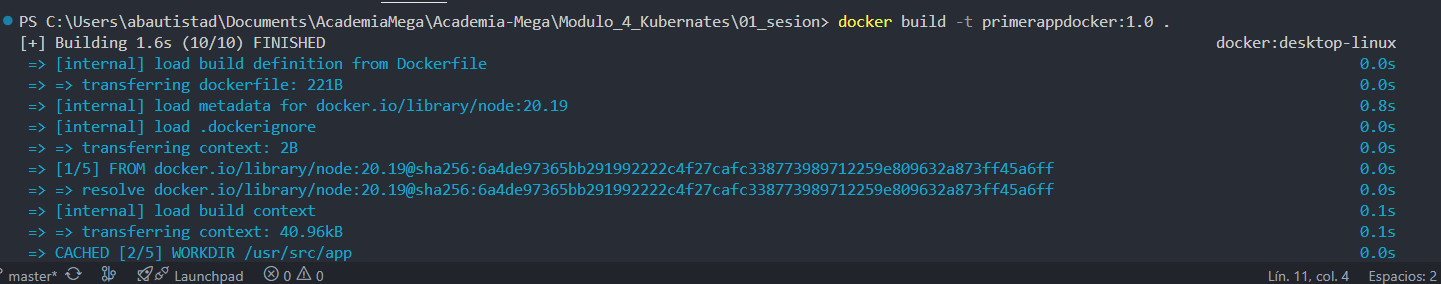 PS C:\Users\abautistad\Documents\AcademiaMega\Academia-Mega\Modulo_4_Kubernates\01_sesion> docker build -t primerappdocker:1.0 .
[+] Building 1.6s (10/10) FINISHED docker:desktop-linux
=> [internal] load build definition from Dockerfile 0.0s
=> => transferring dockerfile: 221B 0.0s
=> [internal] load metadata for docker.io/library/node:20.19 0.8s
=> [internal] load .dockerignore 0.0s
=> => transferring context: 2B 0.0s
=> [1/5] FROM docker.io/library/node:20.19@sha256:6a4de97365bb291992222c4f27cafc338773989712259e809632a873ff45a6ff 0.0s
=> => resolve docker.io/library/node:20.19@sha256:6a4de97365bb291992222c4f27cafc338773989712259e809632a873ff45a6ff 0.0s
=> [internal] load build context 0.1s
=> => transferring context: 40.96kB 0.1s
=> CACHED [2/5] WORKDIR /usr/src/app 0.0s
master* Launchpad 0 0 Lín. 11, col. 4 Espacios: 2